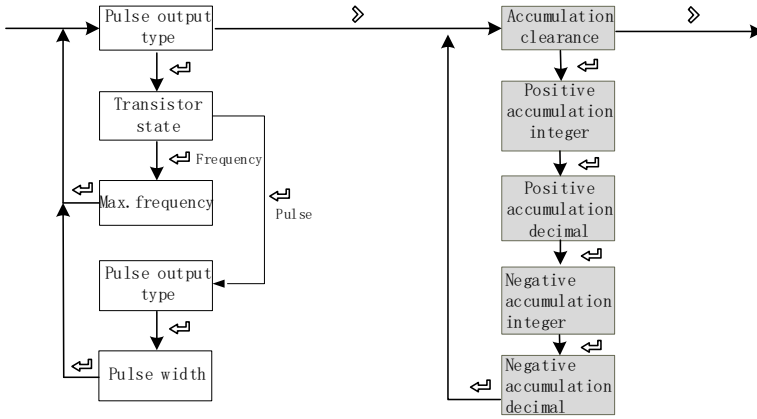 Pulse output
type
Transistor
state
Frequency
Max.frequency
Pulse
Pulse output
type
Pulse width
Accumulation
clearance
Positive
accumulation
integer
Positive
accumulation
decimal
Negative
accumulation
integer
Negative
accumulation
decimal